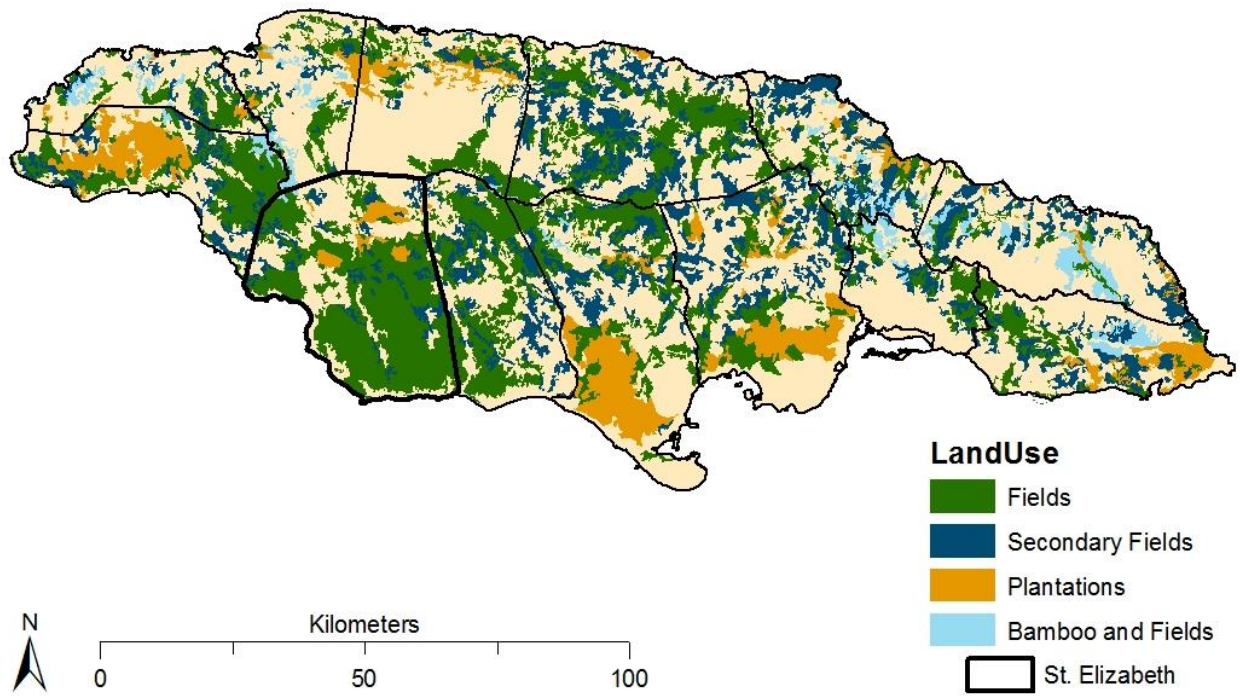 LandUse
Fields
Secondary Fields
Plantations
Bamboo and Fields
St. Elizabeth
N
Kilometers
0 50 100